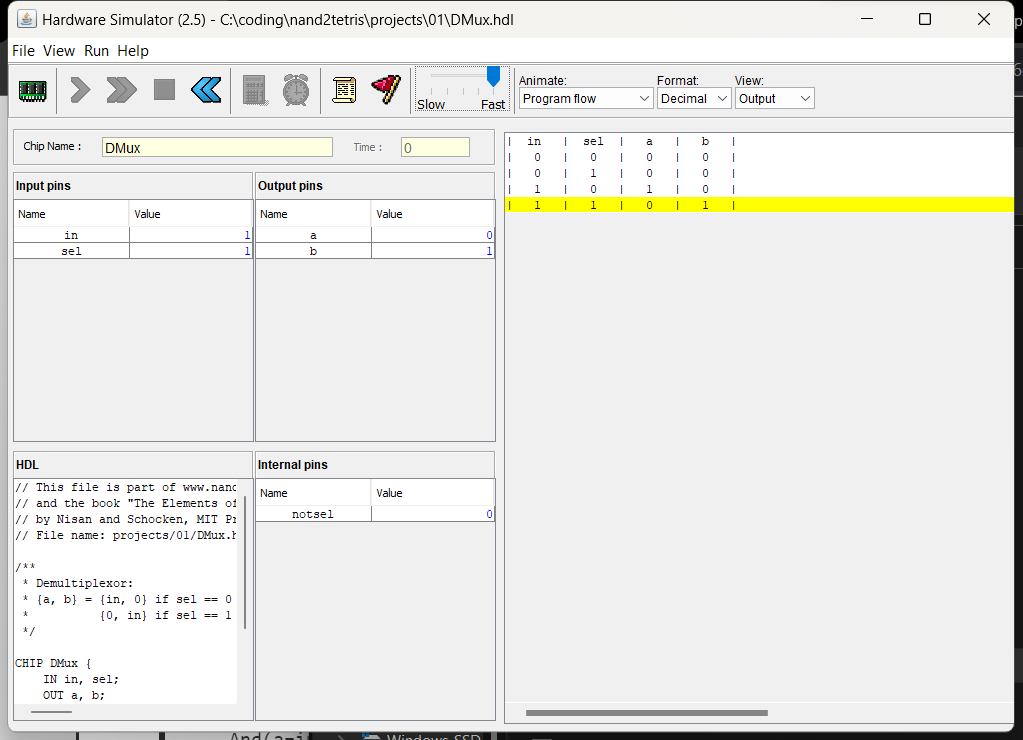 Hardware Simulator (2.5) - C:\coding\nand2tetris\projects\01\DMux.hdl
File View Run Help
Slow Fast
Animate: Format: View:
Program flow Decimal Output
Chip Name : DMux Time : 0
Input pins
Name Value
in 1
sel 1
Output pins
Name Value
a 0
b 1
HDL
// This file is part of www.nand
// and the book "The Elements of
// by Nisan and Schocken, MIT Pr
// File name: projects/01/DMux.h
/**
* Demultiplexor:
* {a, b} = {in, 0} if sel == 0
* {0, in} if sel == 1
*/
CHIP DMux {
IN in, sel;
OUT a, b;
Internal pins
Name Value
notsel 0
| in | sel | a | b |
| 0 | 0 | 0 | 0 |
| 0 | 1 | 0 | 0 |
| 1 | 0 | 1 | 0 |
| 1 | 1 | 0 | 1 |
And(a=i
Windows-SSD